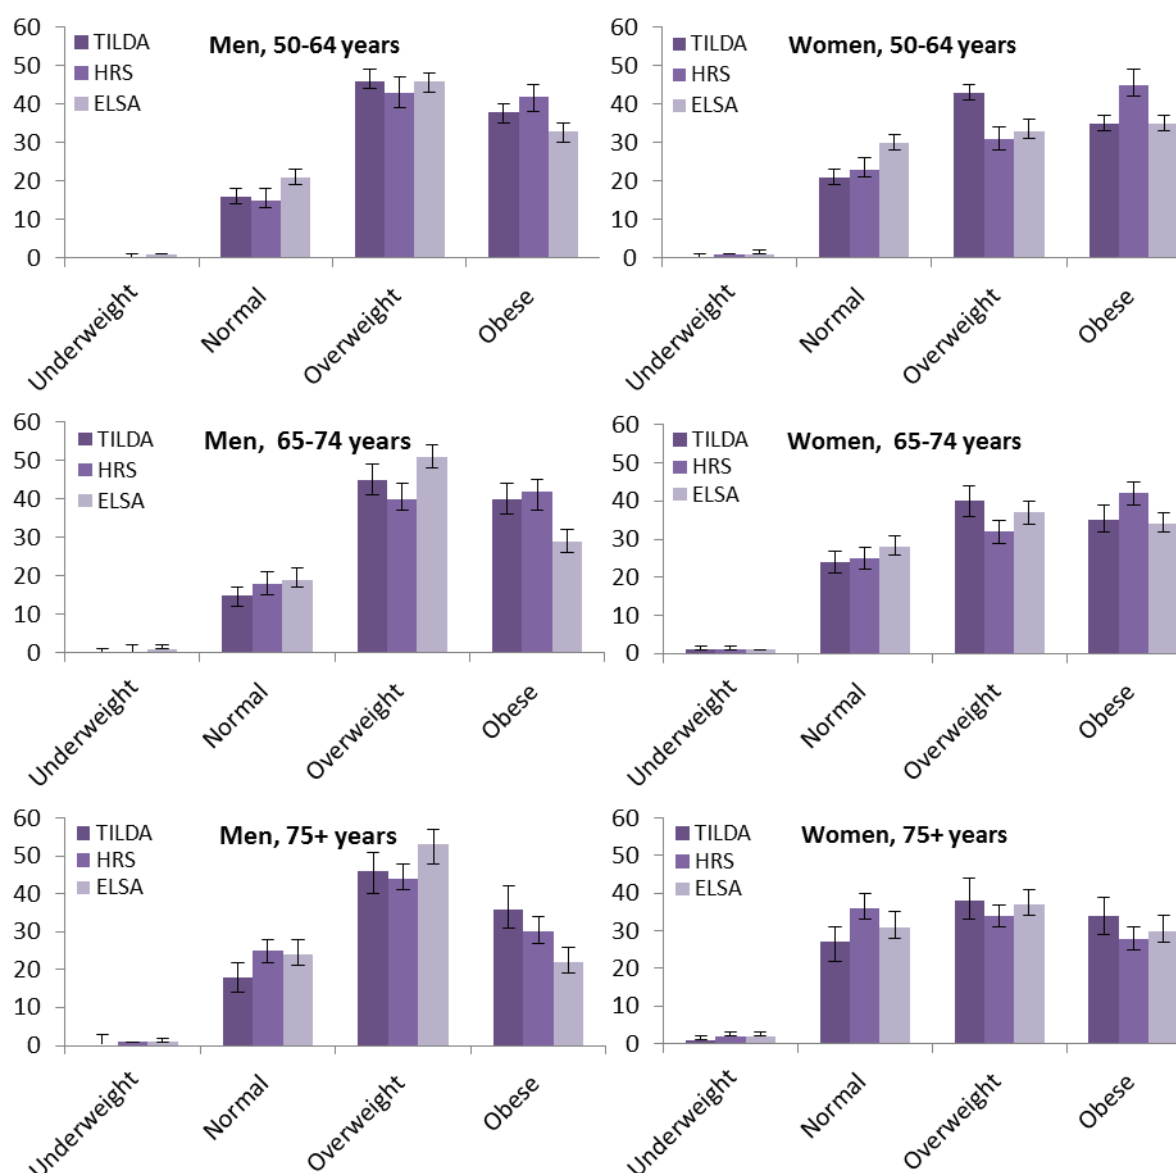 Men, 50-64 years
TILDA
HRS
ELSA
60
50
40
30
20
10
0
Underweight
Normal
Overweight
Obese
Women, 50-64 years
TILDA
HRS
ELSA
60
50
40
30
20
10
0
Underweight
Normal
Overweight
Obese
Men, 65-74 years
TILDA
HRS
ELSA
60
50
40
30
20
10
0
Underweight
Normal
Overweight
Obese
Women, 65-74 years
TILDA
HRS
ELSA
60
50
40
30
20
10
0
Underweight
Normal
Overweight
Obese
Men, 75+ years
TILDA
HRS
ELSA
60
50
40
30
20
10
0
Underweight
Normal
Overweight
Obese
Women, 75+ years
TILDA
HRS
ELSA
60
50
40
30
20
10
0
Underweight
Normal
Overweight
Obese